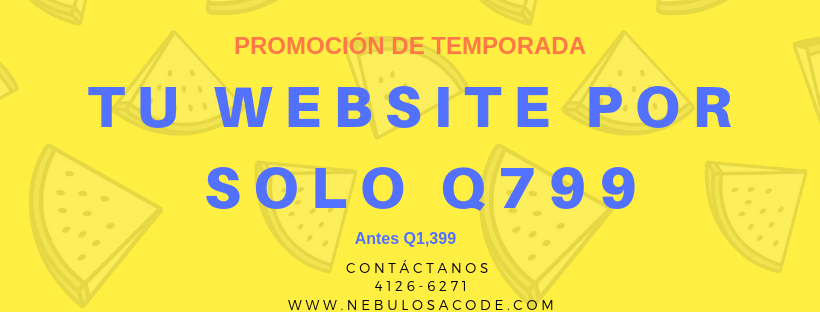 PROMOCIÓN DE TEMPORADA
TU WEBSITE POR
SOLO Q799
Antes Q1,399
CONTÁCTANOS
4126-6271
WWW.NEBULOSACODE.COM